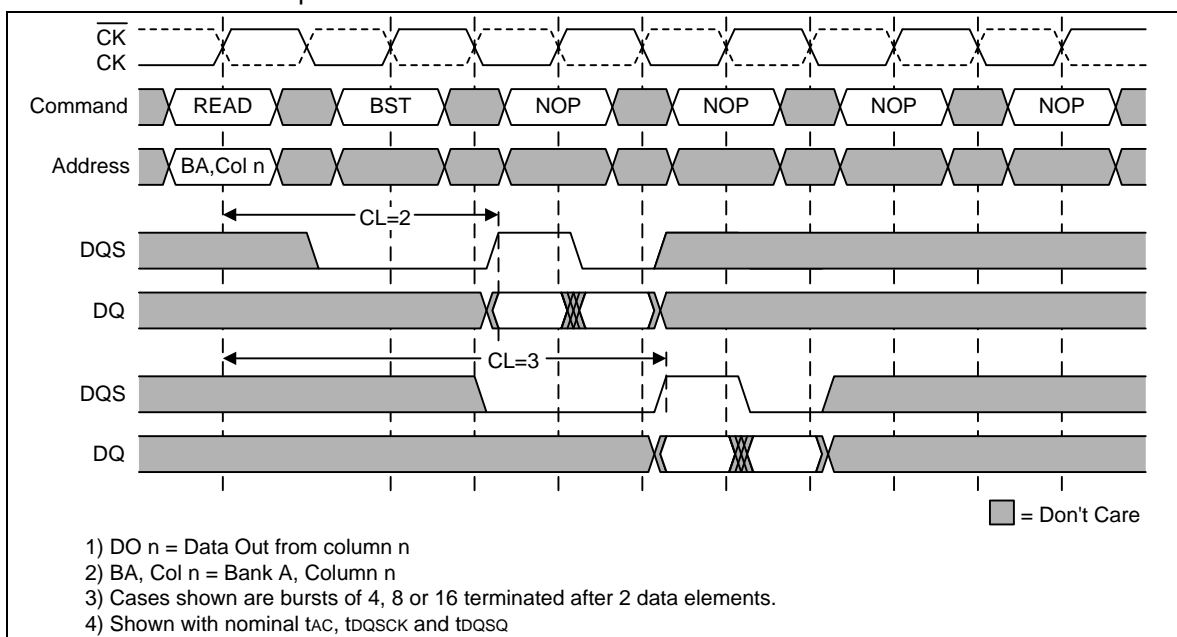 CK
CK
Command READ BST NOP NOP NOP NOP
Address BA,Col n
CL=2
DQS
DQ
CL=3
DQS
DQ
= Don't Care
1) DO n = Data Out from column n
2) BA, Col n = Bank A, Column n
3) Cases shown are bursts of 4, 8 or 16 terminated after 2 data elements.
4) Shown with nominal tAC, tDQSCK and tDQSQ